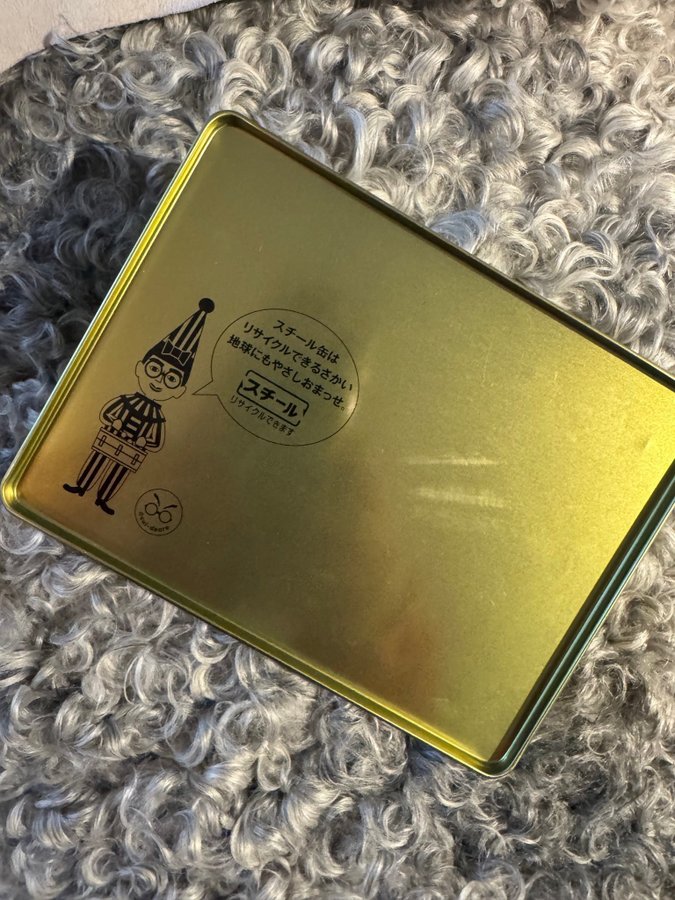 スチール缶は
リサイクルできるさかい
地球にもやさしおまっせ。
スチール
リサイクルできます